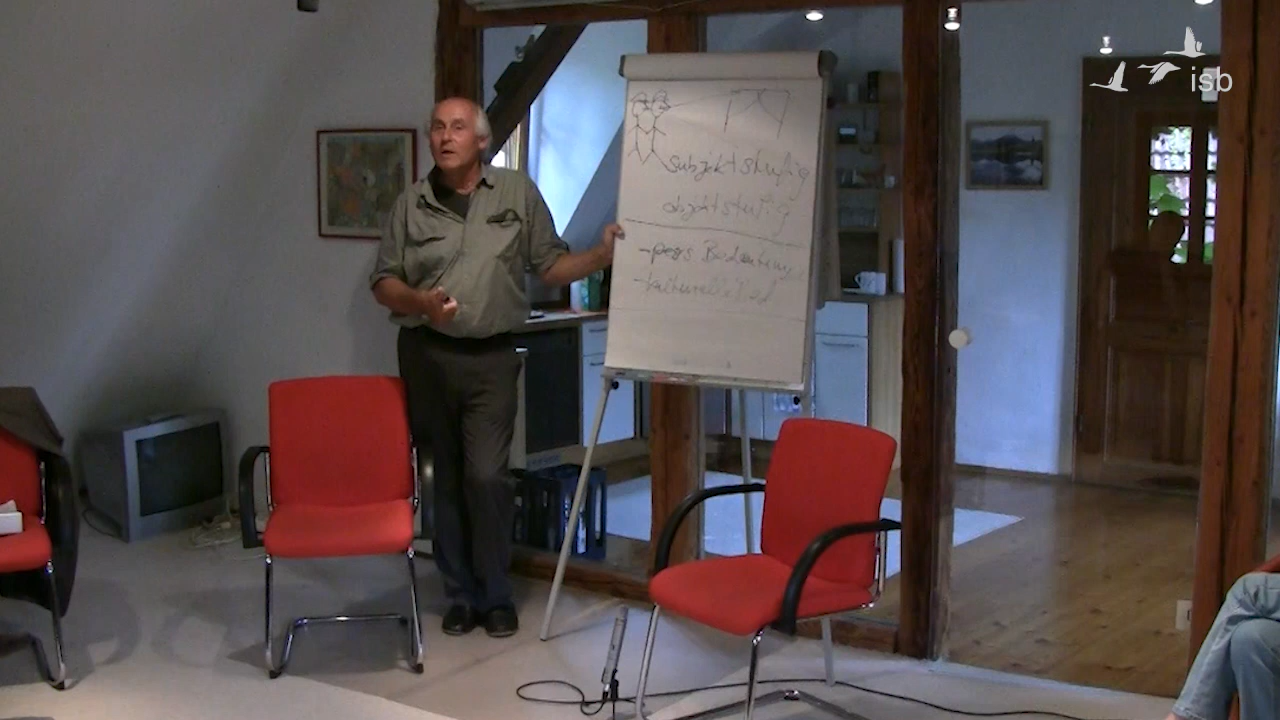 isb
subjektstufig
objektstufig
- pers. Bedeutung
- kulturelle